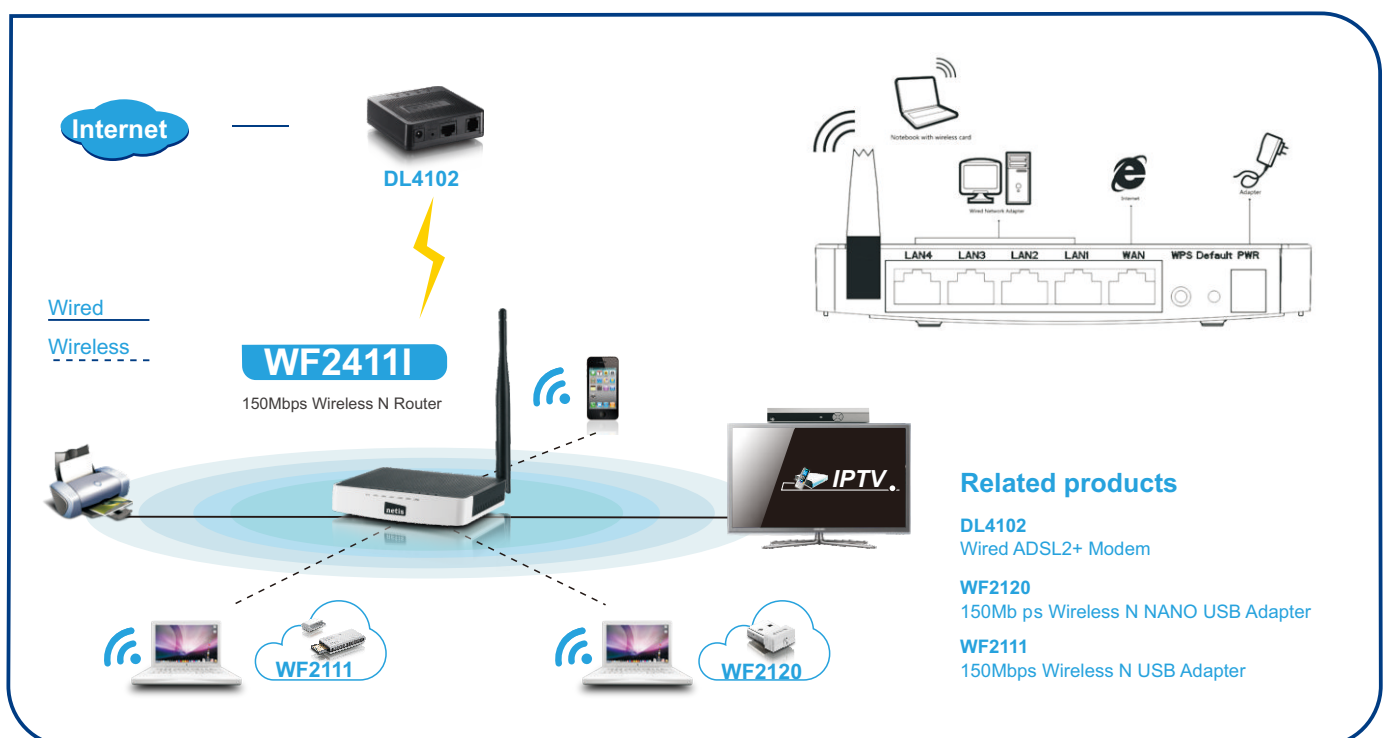 Internet
DL4102
Wired
Wireless
WF2411I
150Mbps Wireless N Router
netis
IPTV
WF2111
WF2120
Notebook with wireless card
Wired Network Adapter
Internet
Adapter
LAN4 LAN3 LAN2 LAN1 WAN WPS Default PWR
Related products
DL4102
Wired ADSL2+ Modem
WF2120
150Mb ps Wireless N NANO USB Adapter
WF2111
150Mbps Wireless N USB Adapter